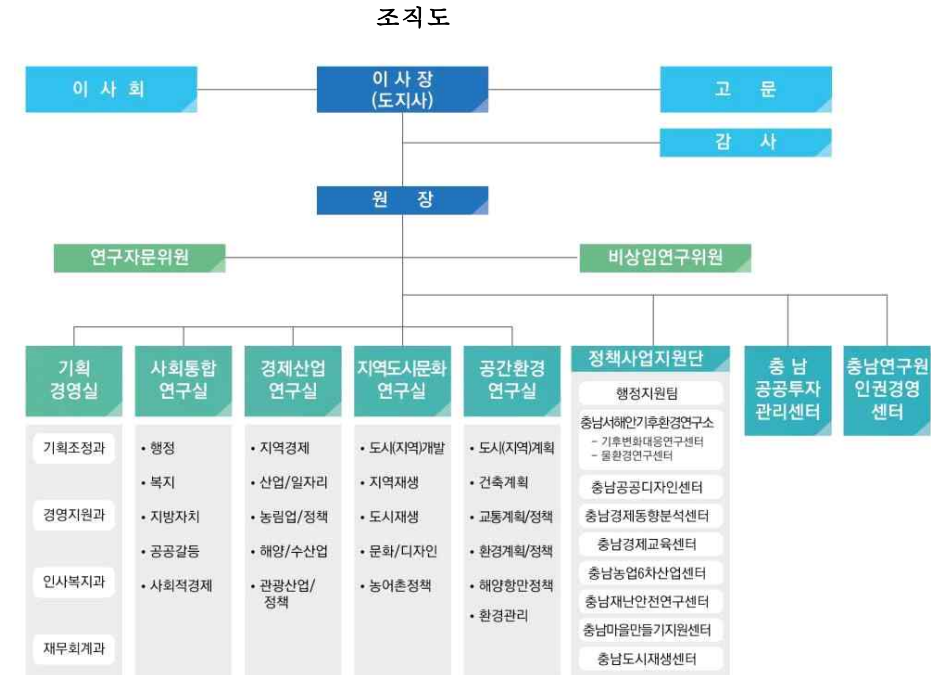 조직도
이 사 회
이 사 장
(도지사)
고 문
감 사
원 장
연구자문위원
비상임연구위원
기획
경영실
기획조정과
경영지원과
인사복지과
재무회계과
사회통합
연구실
• 행정
• 복지
• 지방자치
• 공공갈등
• 사회적경제
경제산업
연구실
• 지역경제
• 산업/일자리
• 농림업/정책
• 해양/수산업
• 관광산업/
정책
지역도시문화
연구실
• 도시(지역)개발
• 지역재생
• 도시재생
• 문화/디자인
• 농어촌정책
공간환경
연구실
• 도시(지역)계획
• 건축계획
• 교통계획/정책
• 환경계획/정책
• 해양항만정책
• 환경관리
정책사업지원단
행정지원팀
충남서해안기후환경연구소
- 기후변화대응연구센터
- 물환경연구센터
충남공공디자인센터
충남경제동향분석센터
충남경제교육센터
충남농업6차산업센터
충남재난안전연구센터
충남마을만들기지원센터
충남도시재생센터
충 남
공공투자
관리센터
충남연구원
인권경영
센터